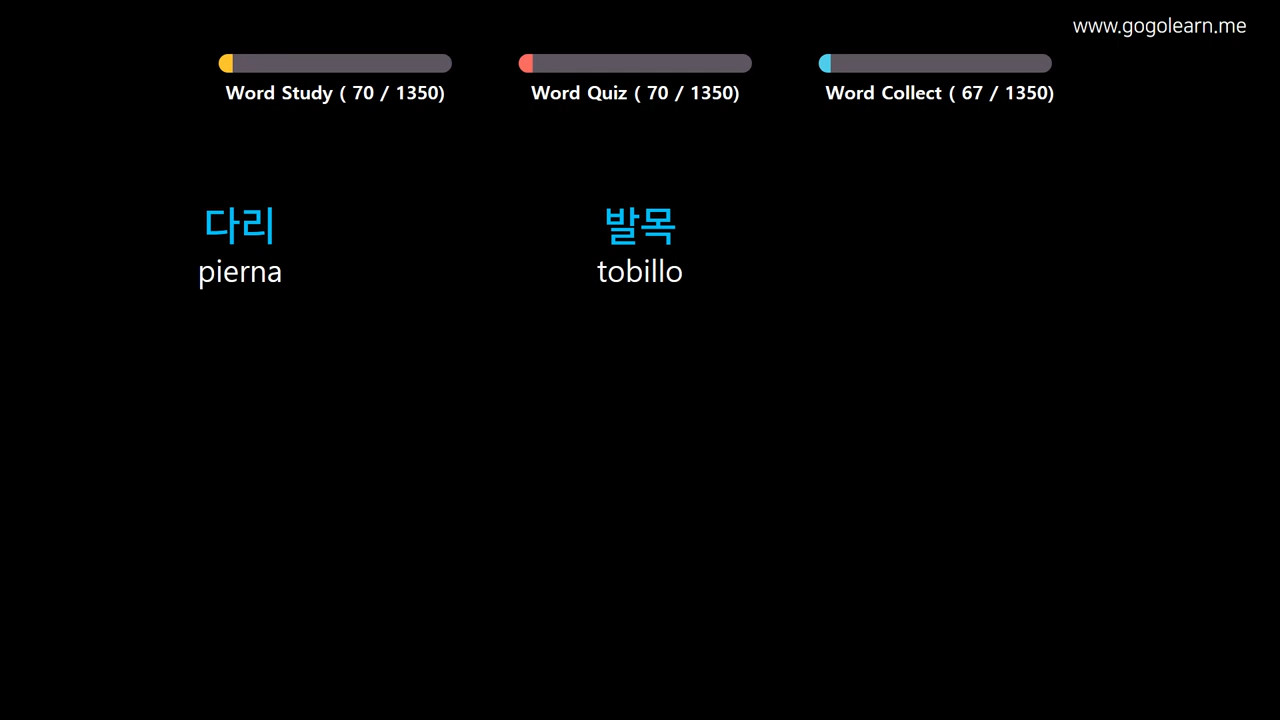 www.gogolearn.me
Word Study ( 70 / 1350)
Word Quiz ( 70 / 1350)
Word Collect ( 67 / 1350)
다리
pierna
발목
tobillo